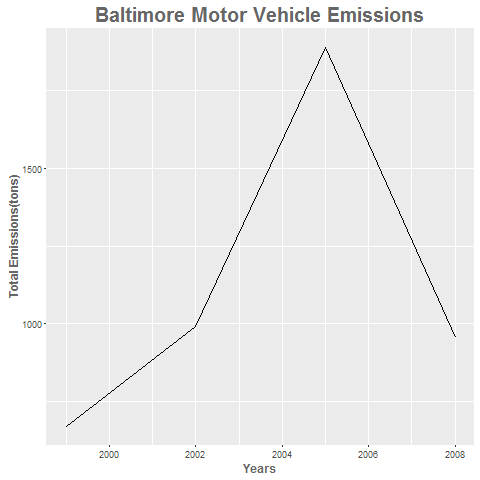 Baltimore Motor Vehicle Emissions
Total Emissions(tons)
1500
1000
2000 2002 2004 2006 2008
Years